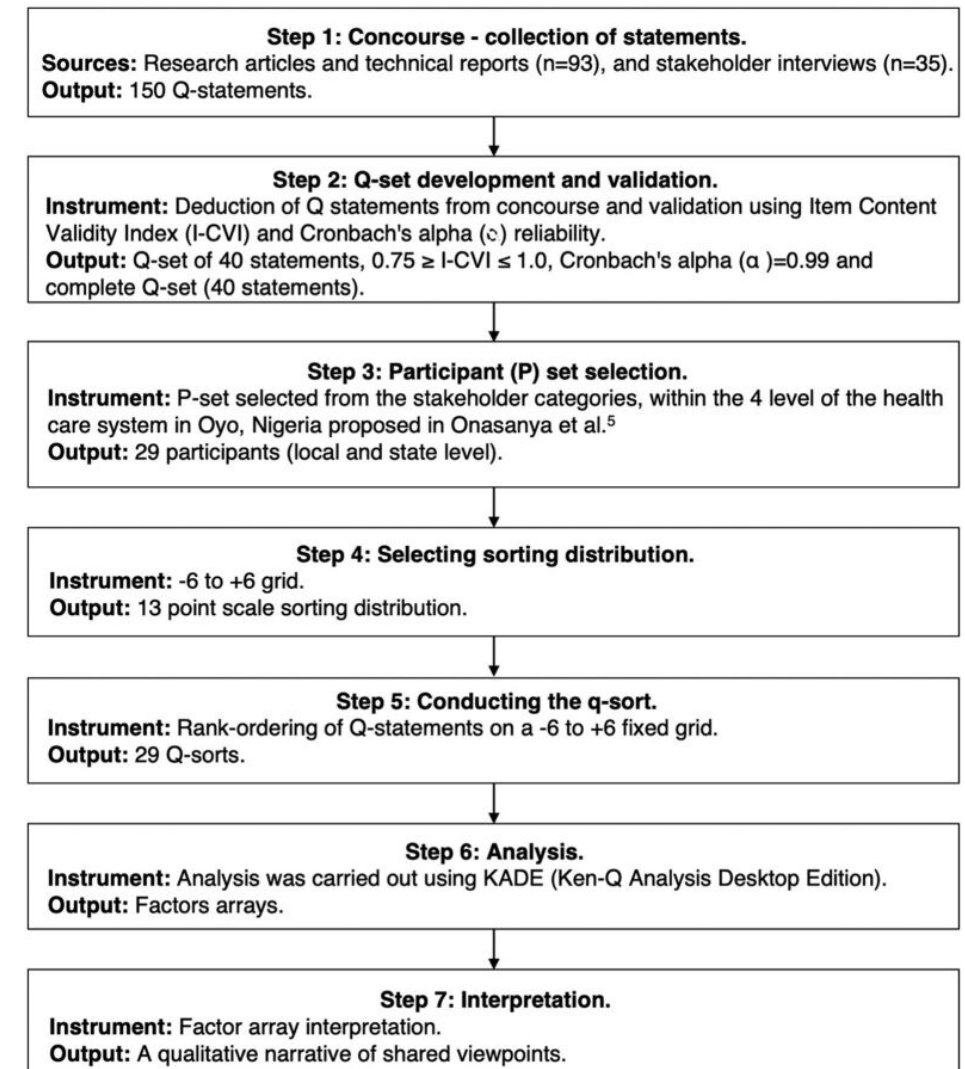 Step 1: Concourse - collection of statements.
Sources: Research articles and technical reports (n=93), and stakeholder interviews (n=35).
Output: 150 Q-statements.
Step 2: Q-set development and validation.
Instrument: Deduction of Q statements from concourse and validation using Item Content
Validity Index (I-CVI) and Cronbach's alpha () reliability.
Output: Q-set of 40 statements, 0.75 ≥ I-CVI ≤ 1.0, Cronbach's alpha (α )=0.99 and
complete Q-set (40 statements).
Step 3: Participant (P) set selection.
Instrument: P-set selected from the stakeholder categories, within the 4 level of the health
care system in Oyo, Nigeria proposed in Onasanya et al.⁵
Output: 29 participants (local and state level).
Step 4: Selecting sorting distribution.
Instrument: -6 to +6 grid.
Output: 13 point scale sorting distribution.
Step 5: Conducting the q-sort.
Instrument: Rank-ordering of Q-statements on a -6 to +6 fixed grid.
Output: 29 Q-sorts.
Step 6: Analysis.
Instrument: Analysis was carried out using KADE (Ken-Q Analysis Desktop Edition).
Output: Factors arrays.
Step 7: Interpretation.
Instrument: Factor array interpretation.
Output: A qualitative narrative of shared viewpoints.